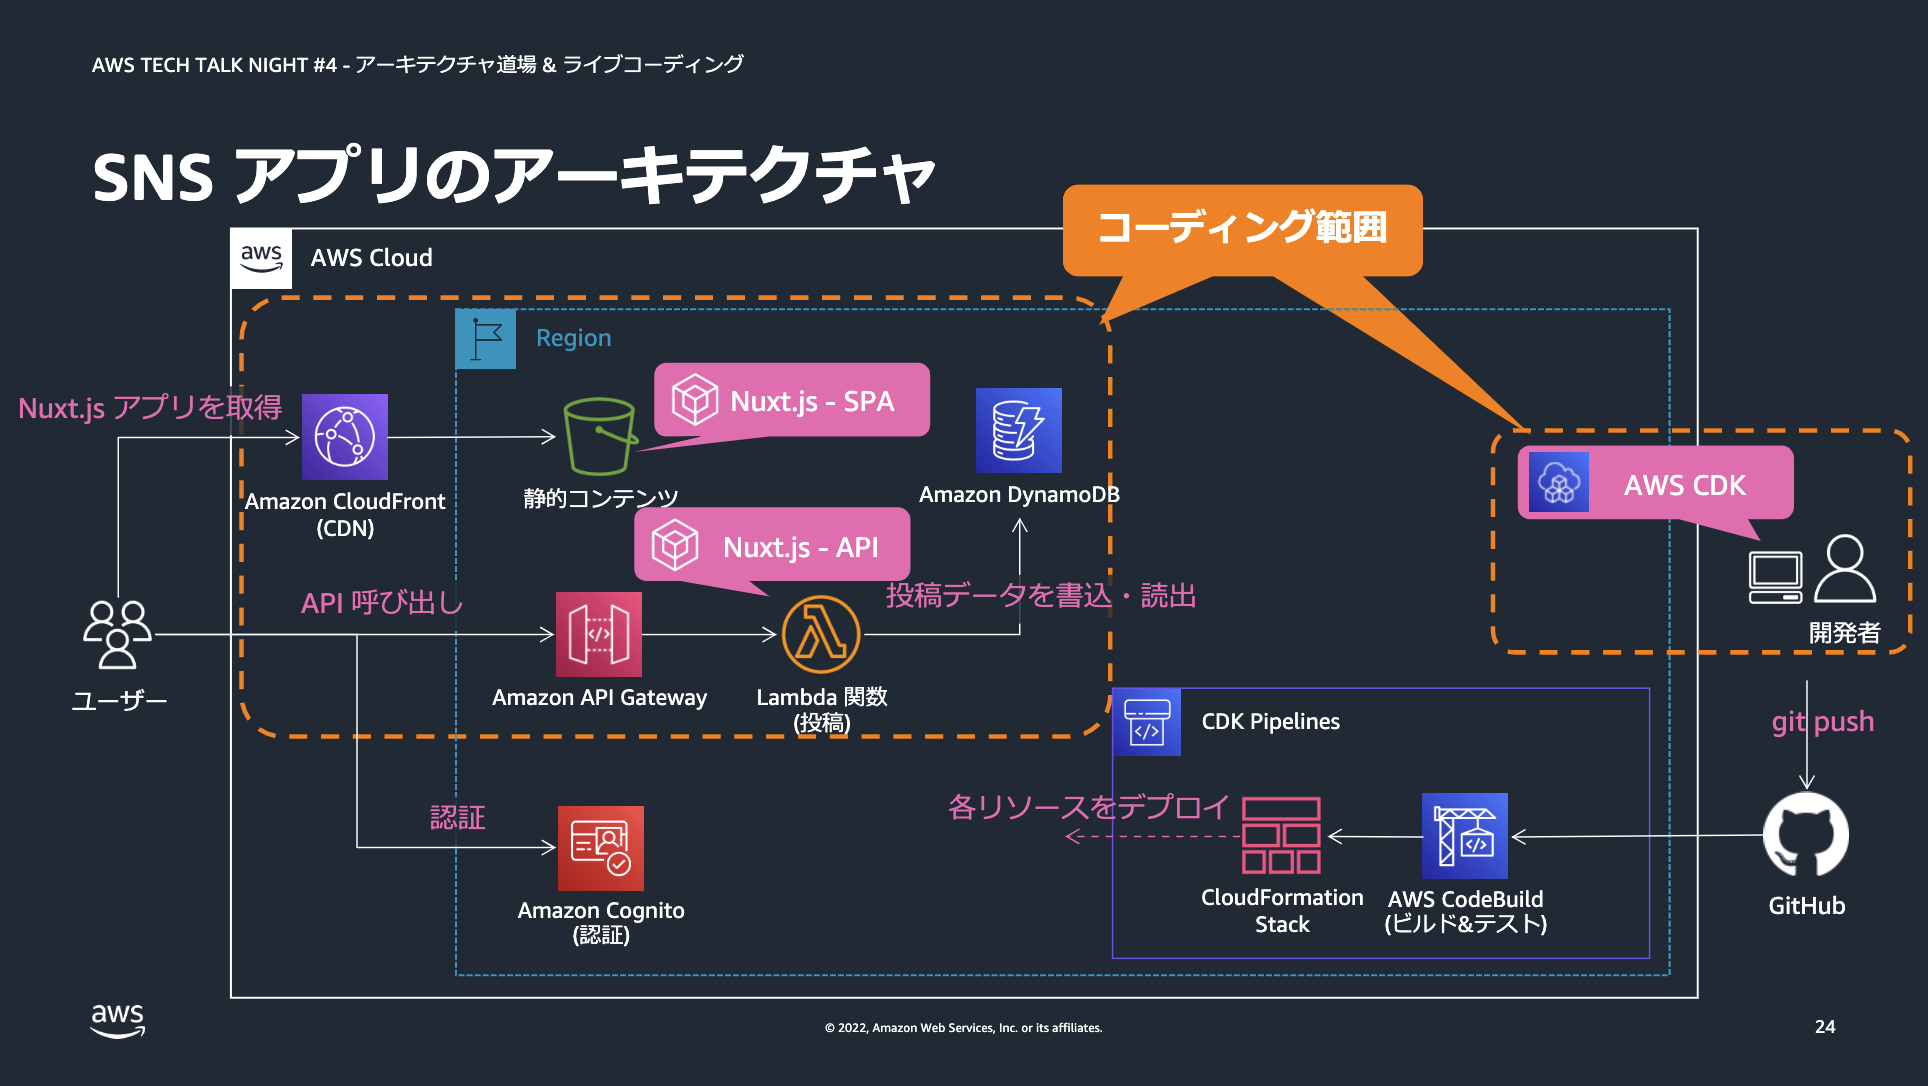 AWS TECH TALK NIGHT #4 - アーキテクチャ道場 & ライブコーディング
SNS アプリのアーキテクチャ
コーディング範囲
aws
AWS Cloud
Region
Nuxt.js アプリを取得
Nuxt.js - SPA
Amazon CloudFront
(CDN)
静的コンテンツ
Amazon DynamoDB
AWS CDK
Nuxt.js - API
API 呼び出し
投稿データを書込・読出
開発者
ユーザー
Amazon API Gateway
Lambda 関数
(投稿)
CDK Pipelines
git push
認証
各リソースをデプロイ
Amazon Cognito
(認証)
CloudFormation
Stack
AWS CodeBuild
(ビルド&テスト)
GitHub
aws
© 2022, Amazon Web Services, Inc. or its affiliates.
24